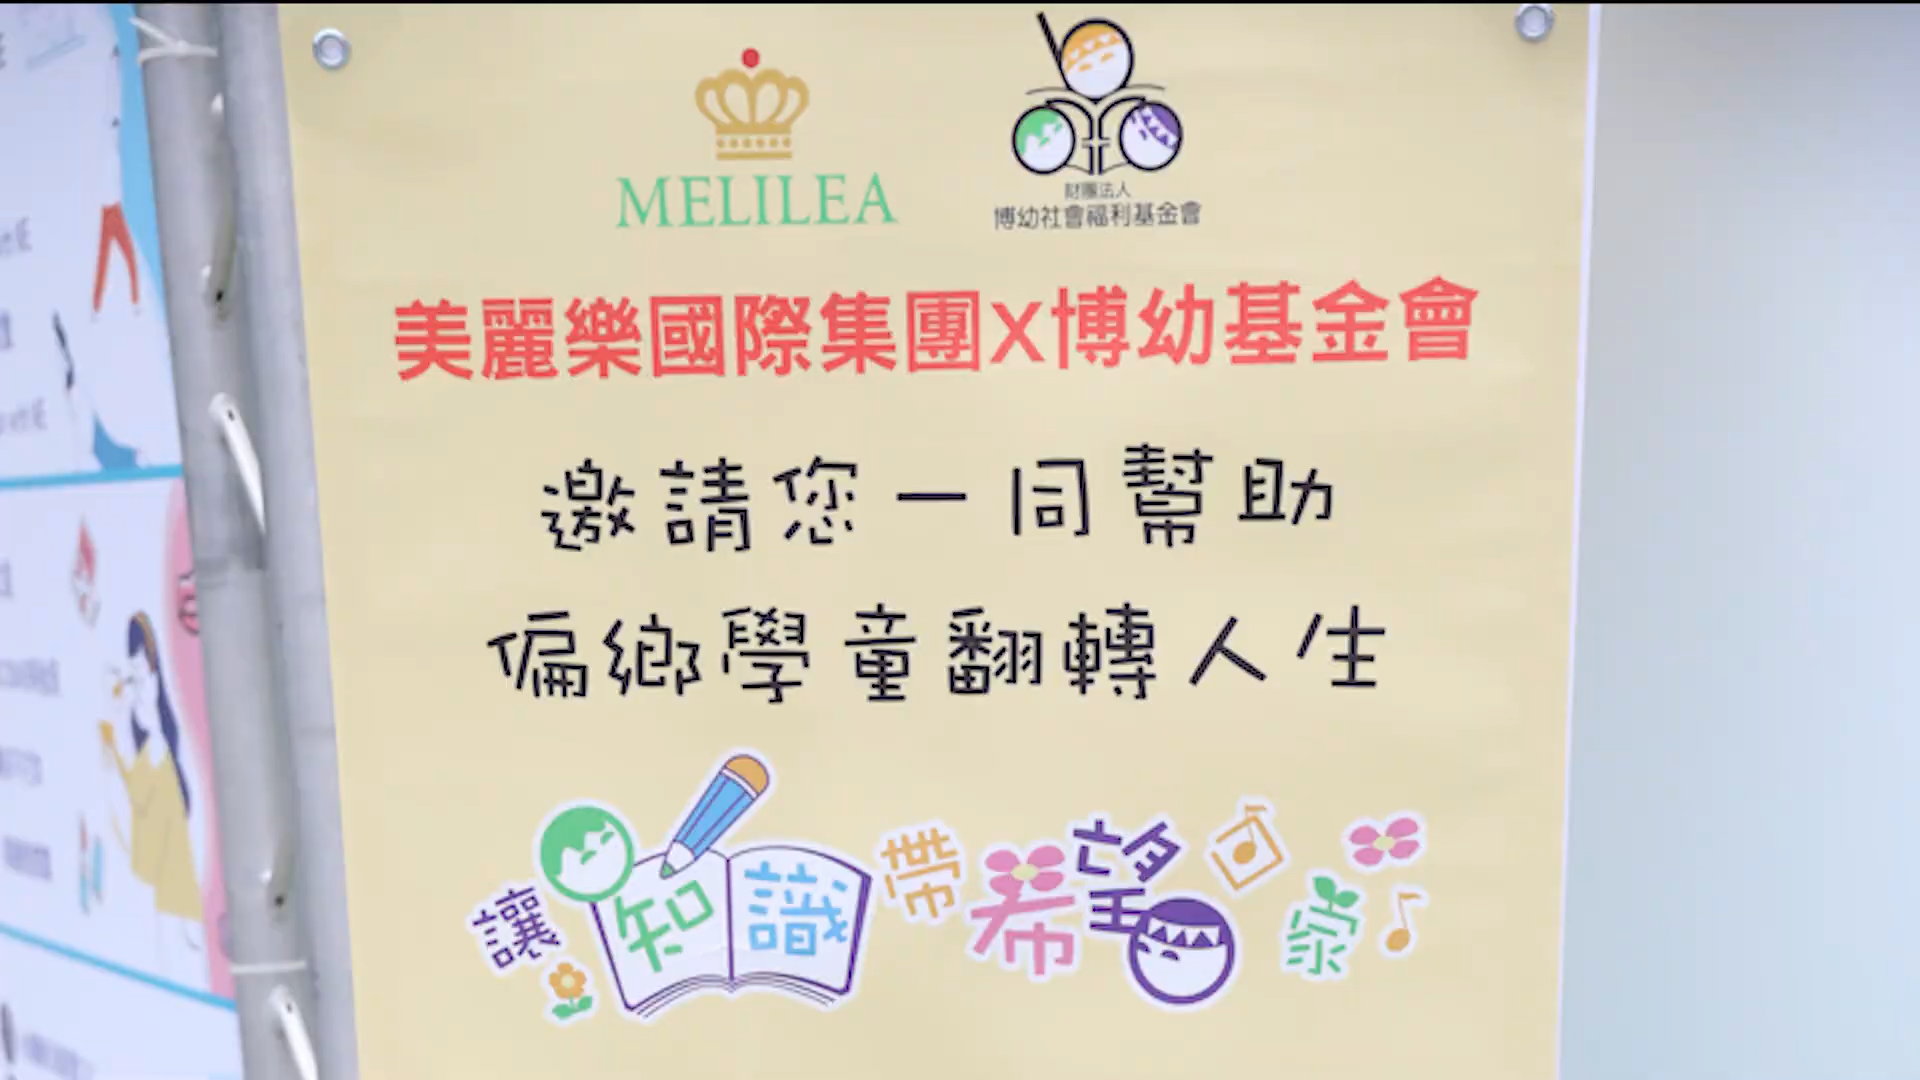 MELILEA
財團法人
博幼社會福利基金會
美麗樂國際集團X博幼基金會
邀請您一同幫助
偏鄉學童翻轉人生
讓知識帶希望回家